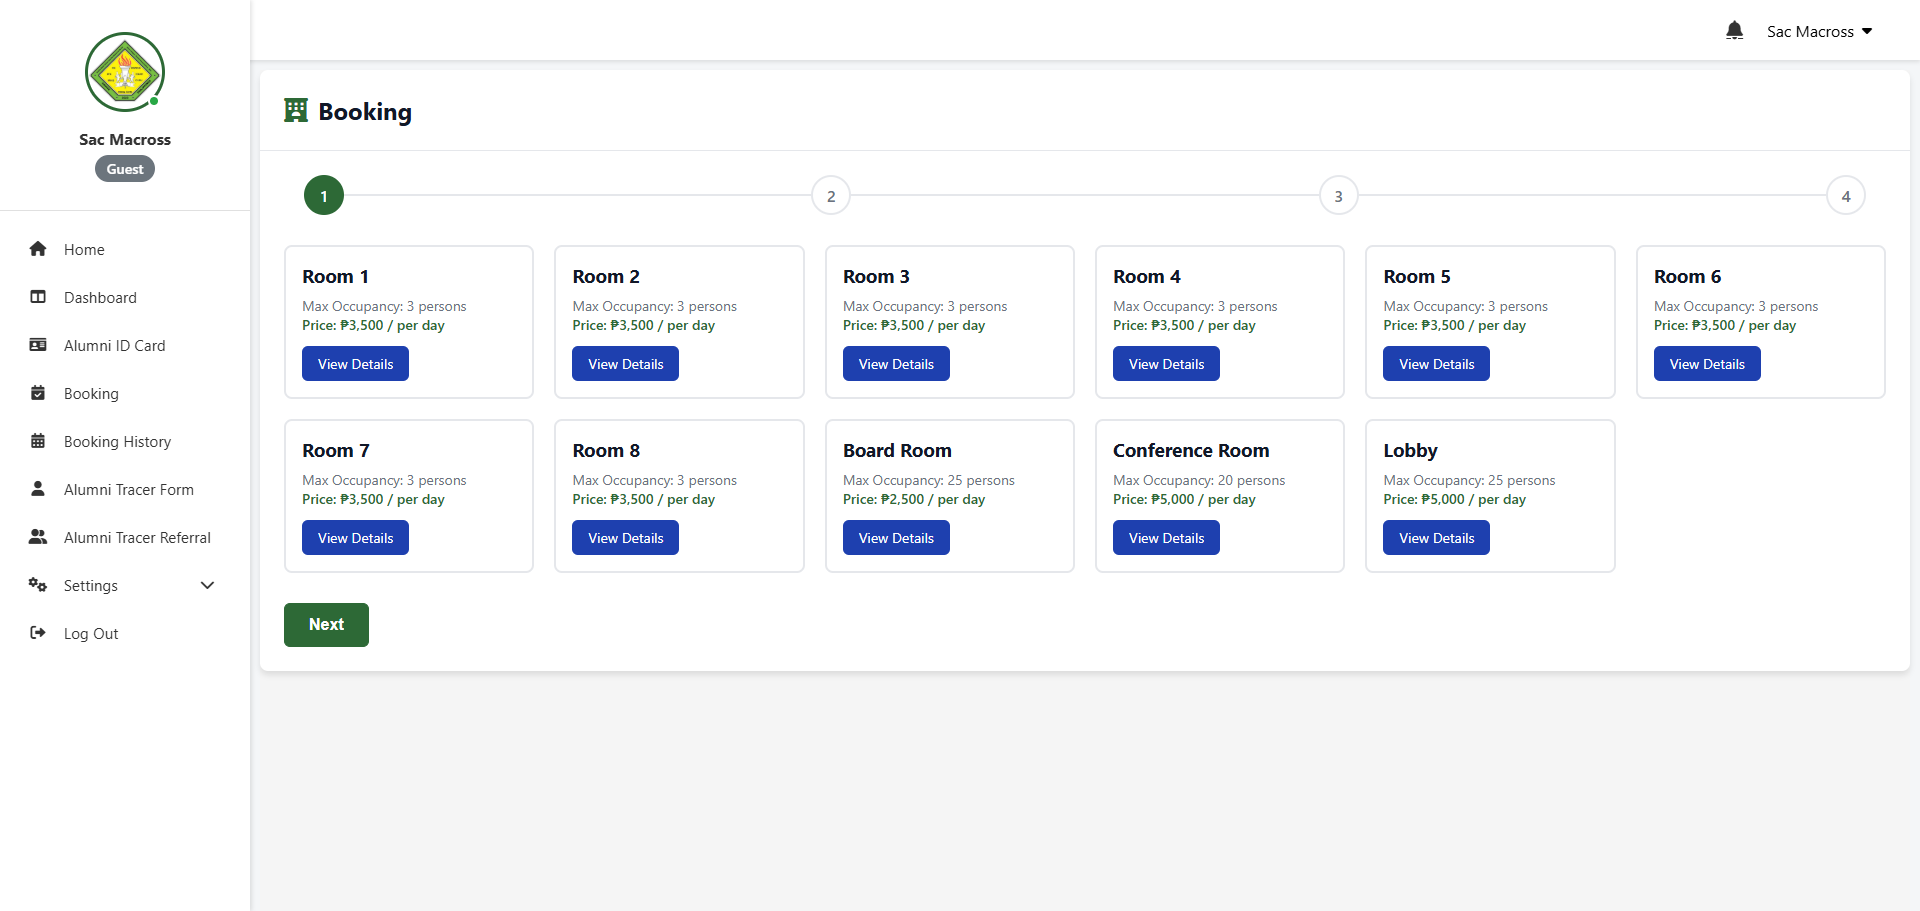 Sac Macross
Guest
Home
Dashboard
Alumni ID Card
Booking
Booking History
Alumni Tracer Form
Alumni Tracer Referral
Settings
Log Out
Sac Macross
Booking
1
2
3
4
Room 1
Max Occupancy: 3 persons
Price: ₱3,500 / per day
View Details
Room 2
Max Occupancy: 3 persons
Price: ₱3,500 / per day
View Details
Room 3
Max Occupancy: 3 persons
Price: ₱3,500 / per day
View Details
Room 4
Max Occupancy: 3 persons
Price: ₱3,500 / per day
View Details
Room 5
Max Occupancy: 3 persons
Price: ₱3,500 / per day
View Details
Room 6
Max Occupancy: 3 persons
Price: ₱3,500 / per day
View Details
Room 7
Max Occupancy: 3 persons
Price: ₱3,500 / per day
View Details
Room 8
Max Occupancy: 3 persons
Price: ₱3,500 / per day
View Details
Board Room
Max Occupancy: 25 persons
Price: ₱2,500 / per day
View Details
Conference Room
Max Occupancy: 20 persons
Price: ₱5,000 / per day
View Details
Lobby
Max Occupancy: 25 persons
Price: ₱5,000 / per day
View Details
Next